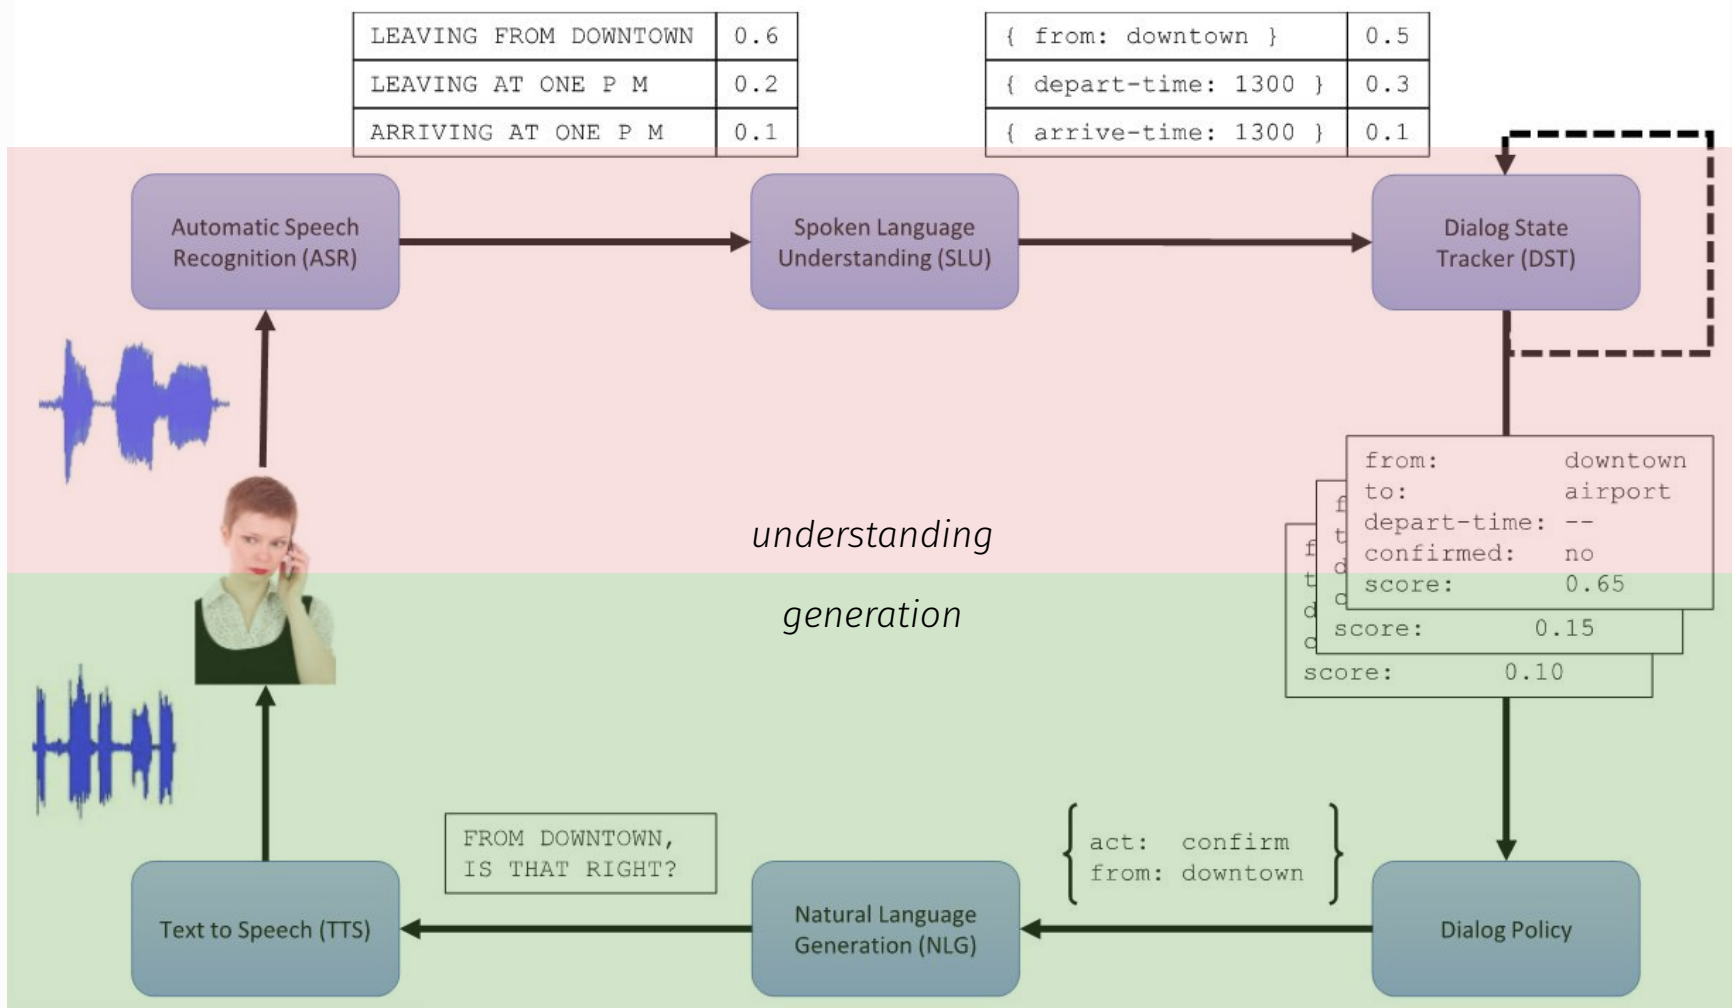 LEAVING FROM DOWNTOWN 0.6
LEAVING AT ONE P M 0.2
ARRIVING AT ONE P M 0.1
{ from: downtown } 0.5
{ depart-time: 1300 } 0.3
{ arrive-time: 1300 } 0.1
Automatic Speech
Recognition (ASR)
Spoken Language
Understanding (SLU)
Dialog State
Tracker (DST)
from: downtown
to: airport
depart-time: --
confirmed: no
score: 0.65
f
t
d
c
score: 0.15
f
t
d
c
score: 0.10
understanding
generation
FROM DOWNTOWN,
IS THAT RIGHT?
{ act: confirm
from: downtown }
Text to Speech (TTS)
Natural Language
Generation (NLG)
Dialog Policy